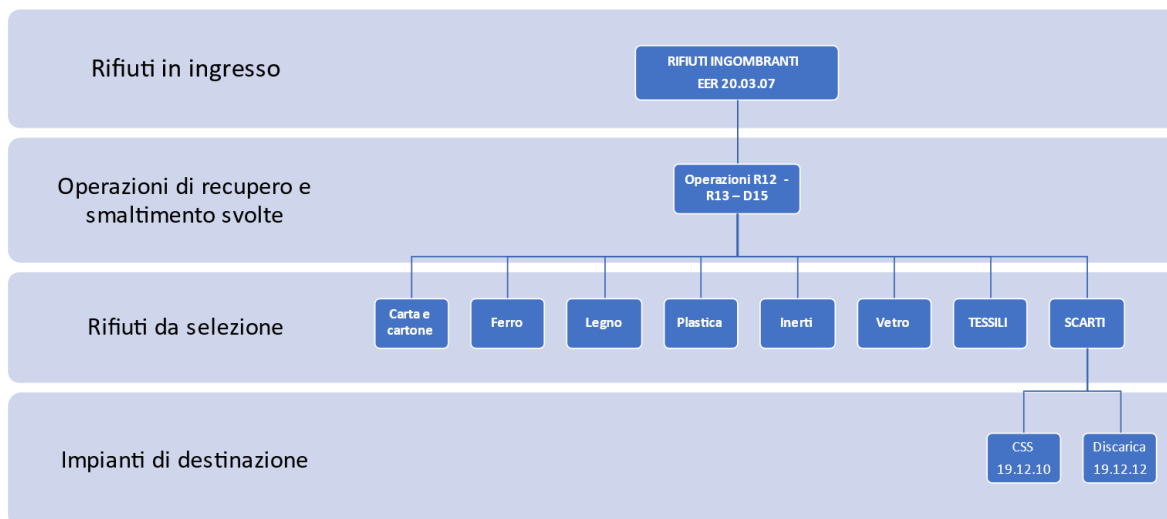 Rifiuti in ingresso
RIFIUTI INGOMBRANTI
EER 20.03.07
Operazioni di recupero e
smaltimento svolte
Operazioni R12 -
R13 – D15
Rifiuti da selezione
Carta e
cartone
Ferro
Legno
Plastica
Inerti
Vetro
TESSILI
SCARTI
Impianti di destinazione
CSS
19.12.10
Discarica
19.12.12